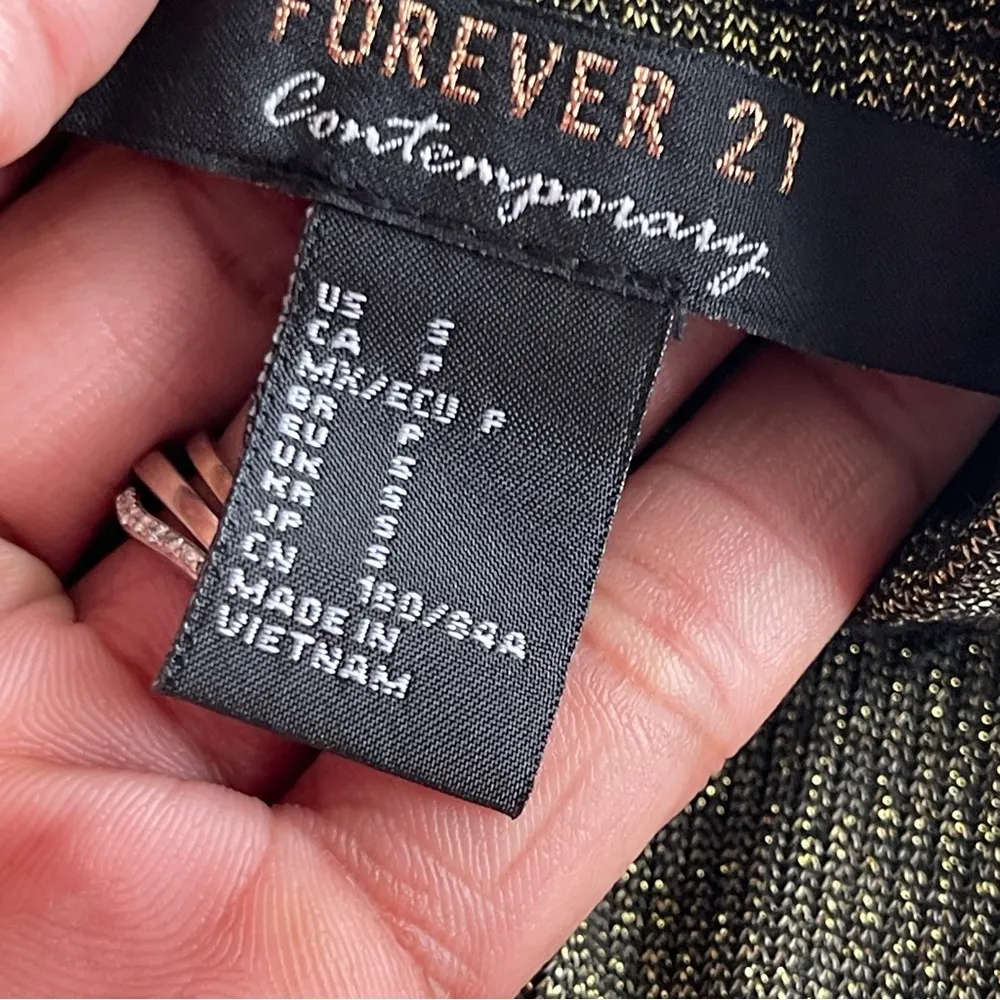 FOREVER 21
Contemporary
US S
CA P
MX/ECU P
BR P
EU S
UK S
KR S
JP S
CN 160/84A
MADE IN
VIETNAM